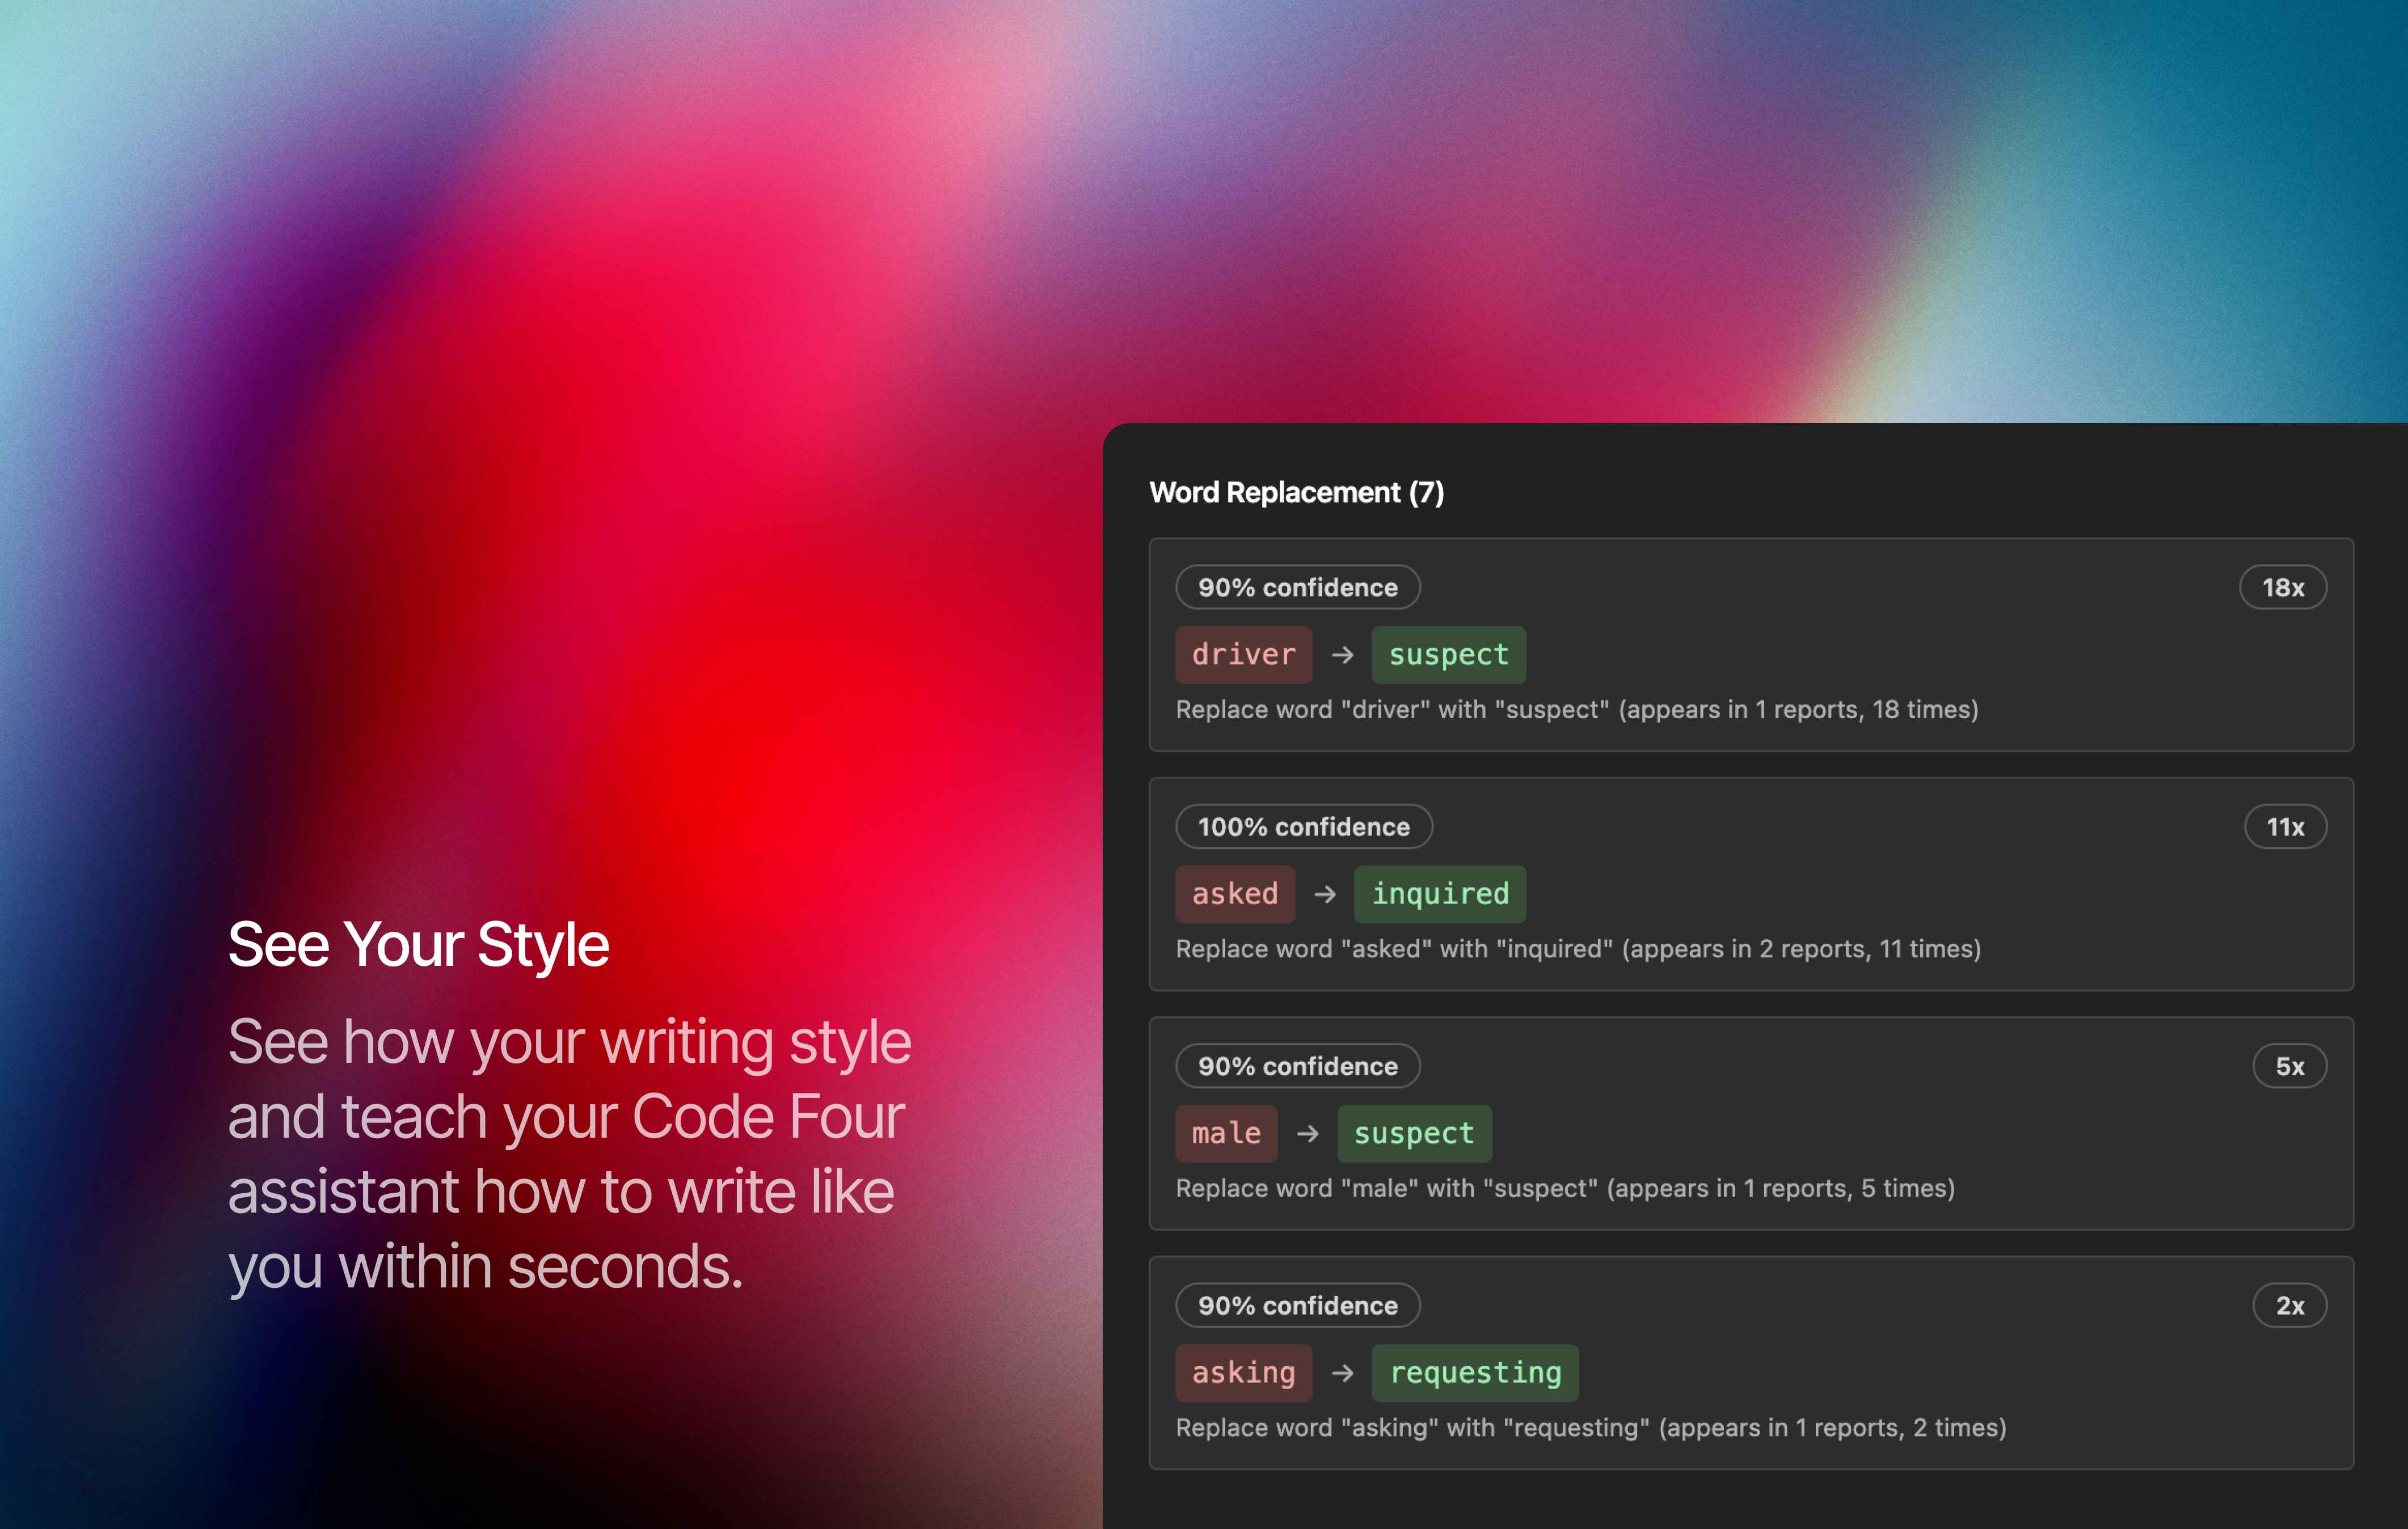 See Your Style
See how your writing style
and teach your Code Four
assistant how to write like
you within seconds.
Word Replacement (7)
90% confidence
18x
driver → suspect
Replace word "driver" with "suspect" (appears in 1 reports, 18 times)
100% confidence
11x
asked → inquired
Replace word "asked" with "inquired" (appears in 2 reports, 11 times)
90% confidence
5x
male → suspect
Replace word "male" with "suspect" (appears in 1 reports, 5 times)
90% confidence
2x
asking → requesting
Replace word "asking" with "requesting" (appears in 1 reports, 2 times)